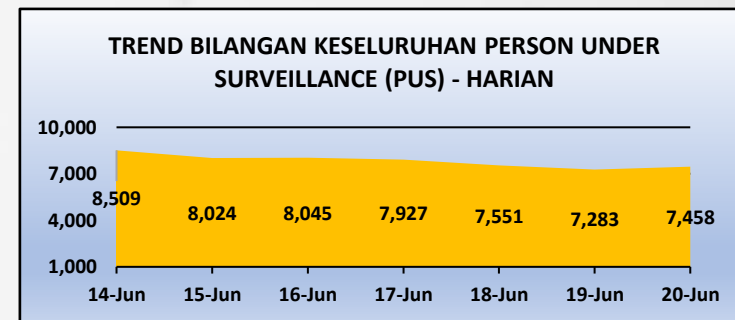 TREND BILANGAN KESELURUHAN PERSON UNDER
SURVEILLANCE (PUS) - HARIAN
10,000
7,000
4,000
1,000
8,509
8,024
8,045
7,927
7,551
7,283
7,458
14-Jun
15-Jun
16-Jun
17-Jun
18-Jun
19-Jun
20-Jun